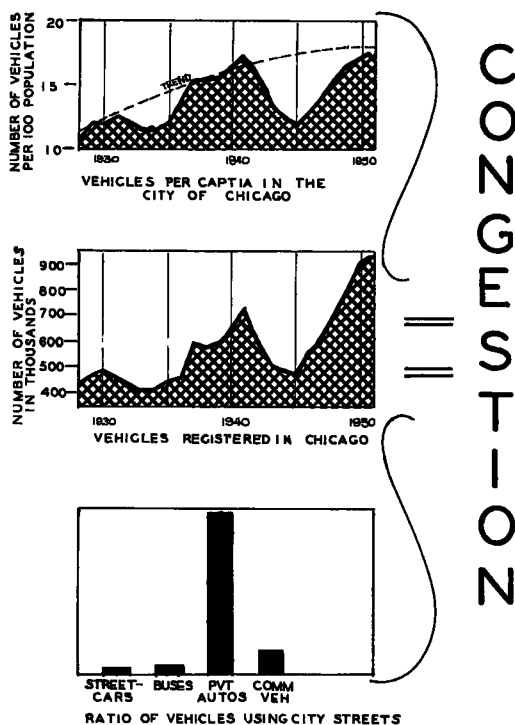 20
15
10
NUMBER OF VEHICLES
PER 100 POPULATION
TREND
1930 1940 1950
VEHICLES PER CAPTIA IN THE
CITY OF CHICAGO
900
800
700
600
500
400
NUMBER OF VEHICLES
IN THOUSANDS
1930 1940 1950
VEHICLES REGISTERED IN CHICAGO
STREET- BUSES PVT COMM
CARS AUTOS VEH
RATIO OF VEHICLES USING CITY STREETS
=
CONGESTION